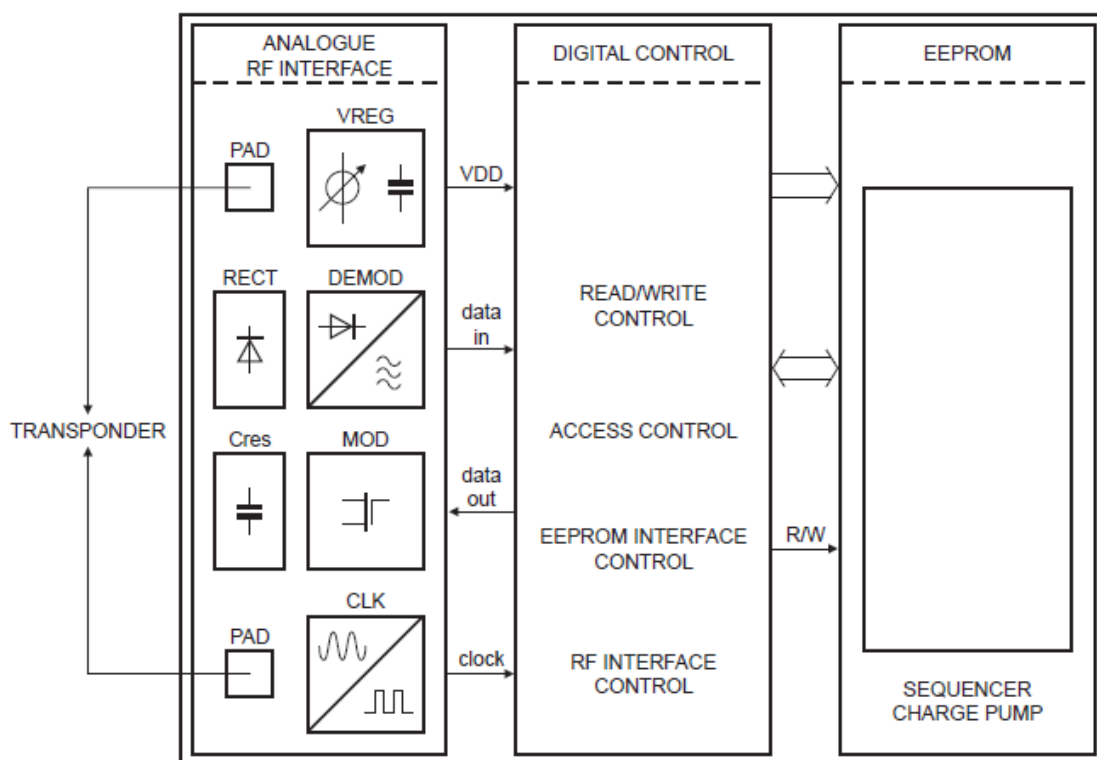 ANALOGUE
RF INTERFACE
VREG
PAD
RECT
DEMOD
TRANSPONDER
Cres
MOD
CLK
PAD
VDD
data
in
data
out
clock
DIGITAL CONTROL
READ/WRITE
CONTROL
ACCESS CONTROL
EEPROM INTERFACE
CONTROL
RF INTERFACE
CONTROL
R/W
EEPROM
SEQUENCER
CHARGE PUMP